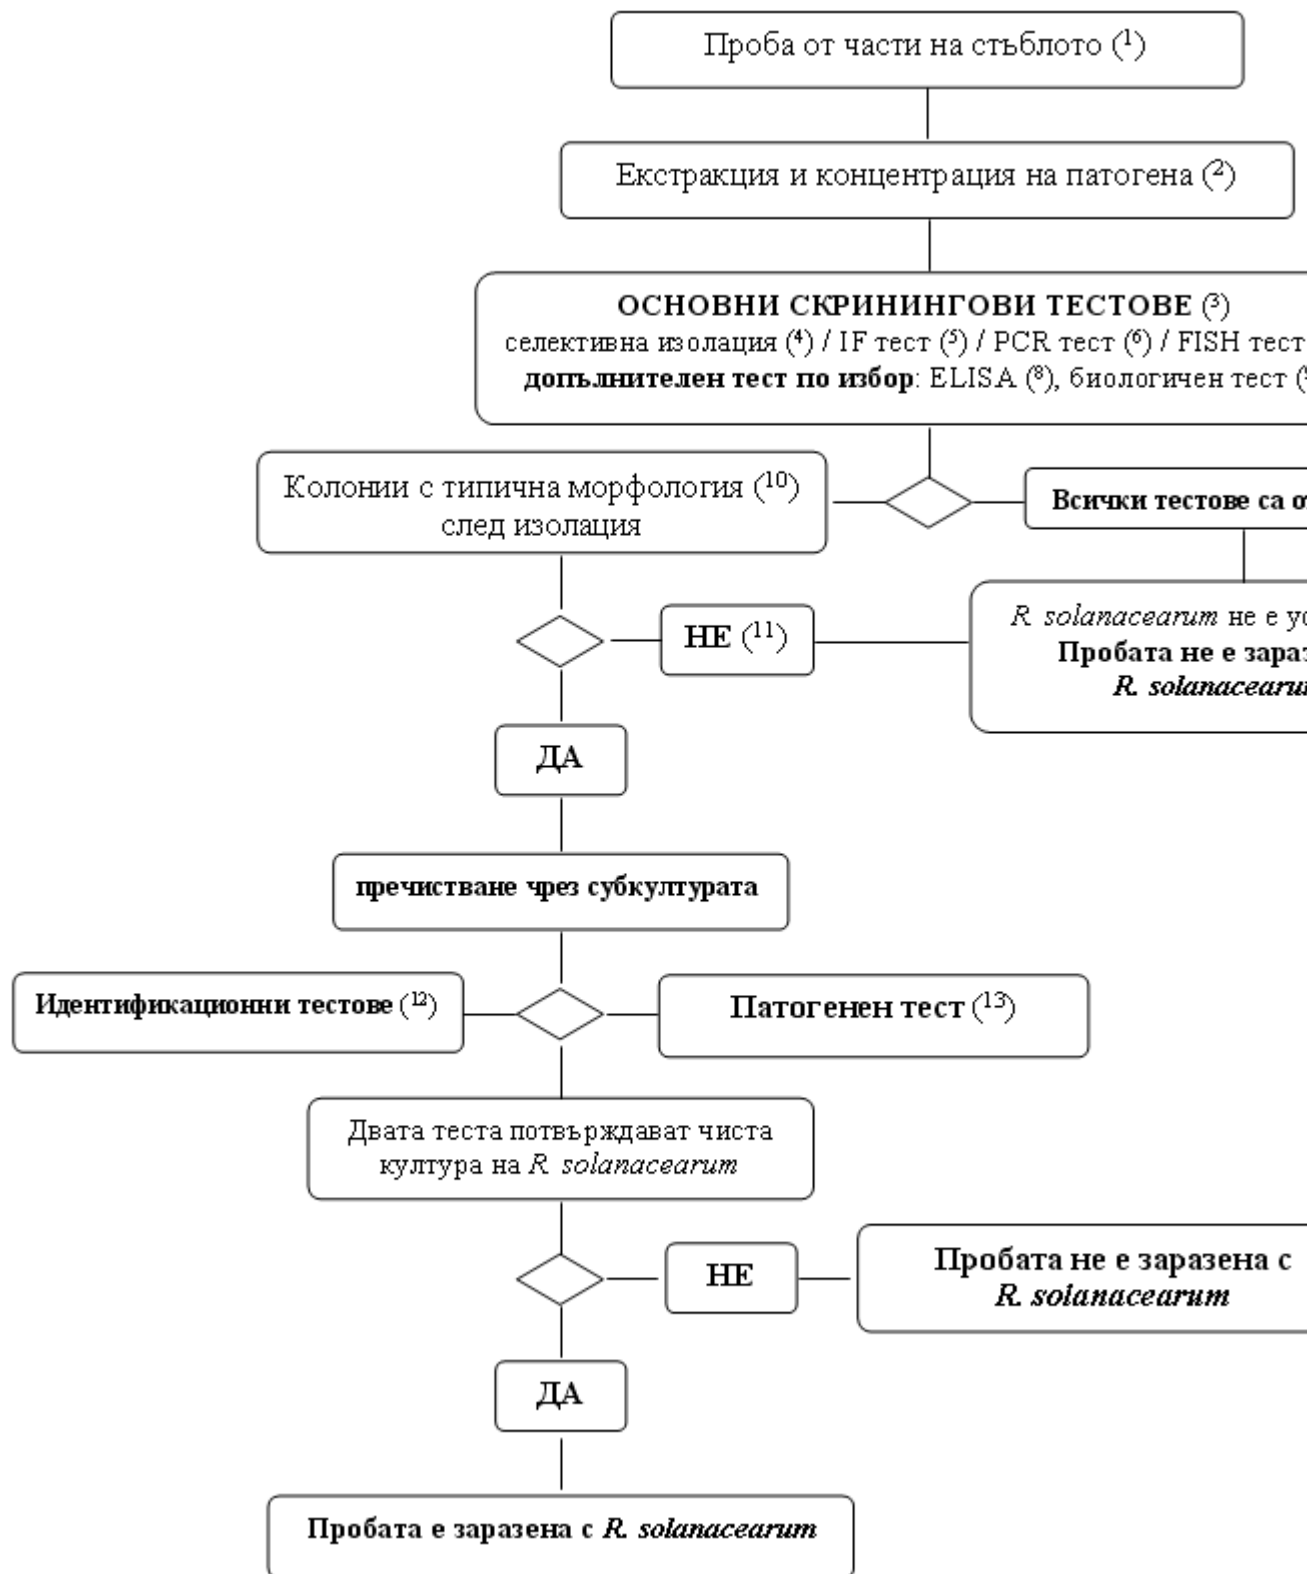 Проба от части на стъблото (1)
Екстракция и концентрация на патогена (2)
ОСНОВНИ СКРИНИНГОВИ ТЕСТОВЕ (3)
селективна изолация (4) / IF тест (5) / PCR тест (6) / FISH тест
допълнителен тест по избор: ELISA (8), биологичен тест
Колонии с типична морфология (10)
след изолация
Всички тестове са
НЕ (11)
R. solanacearum не е
Пробата не е
R.
ДА
пречистване чрез субкултурата
Идентификационни тестове (12)
Патогенен тест (13)
Двата теста потвърждават чиста
култура на R. solanacearum
НЕ
Пробата не е заразена с
R. solanacearum
ДА
Пробата е заразена с R. solanacearum